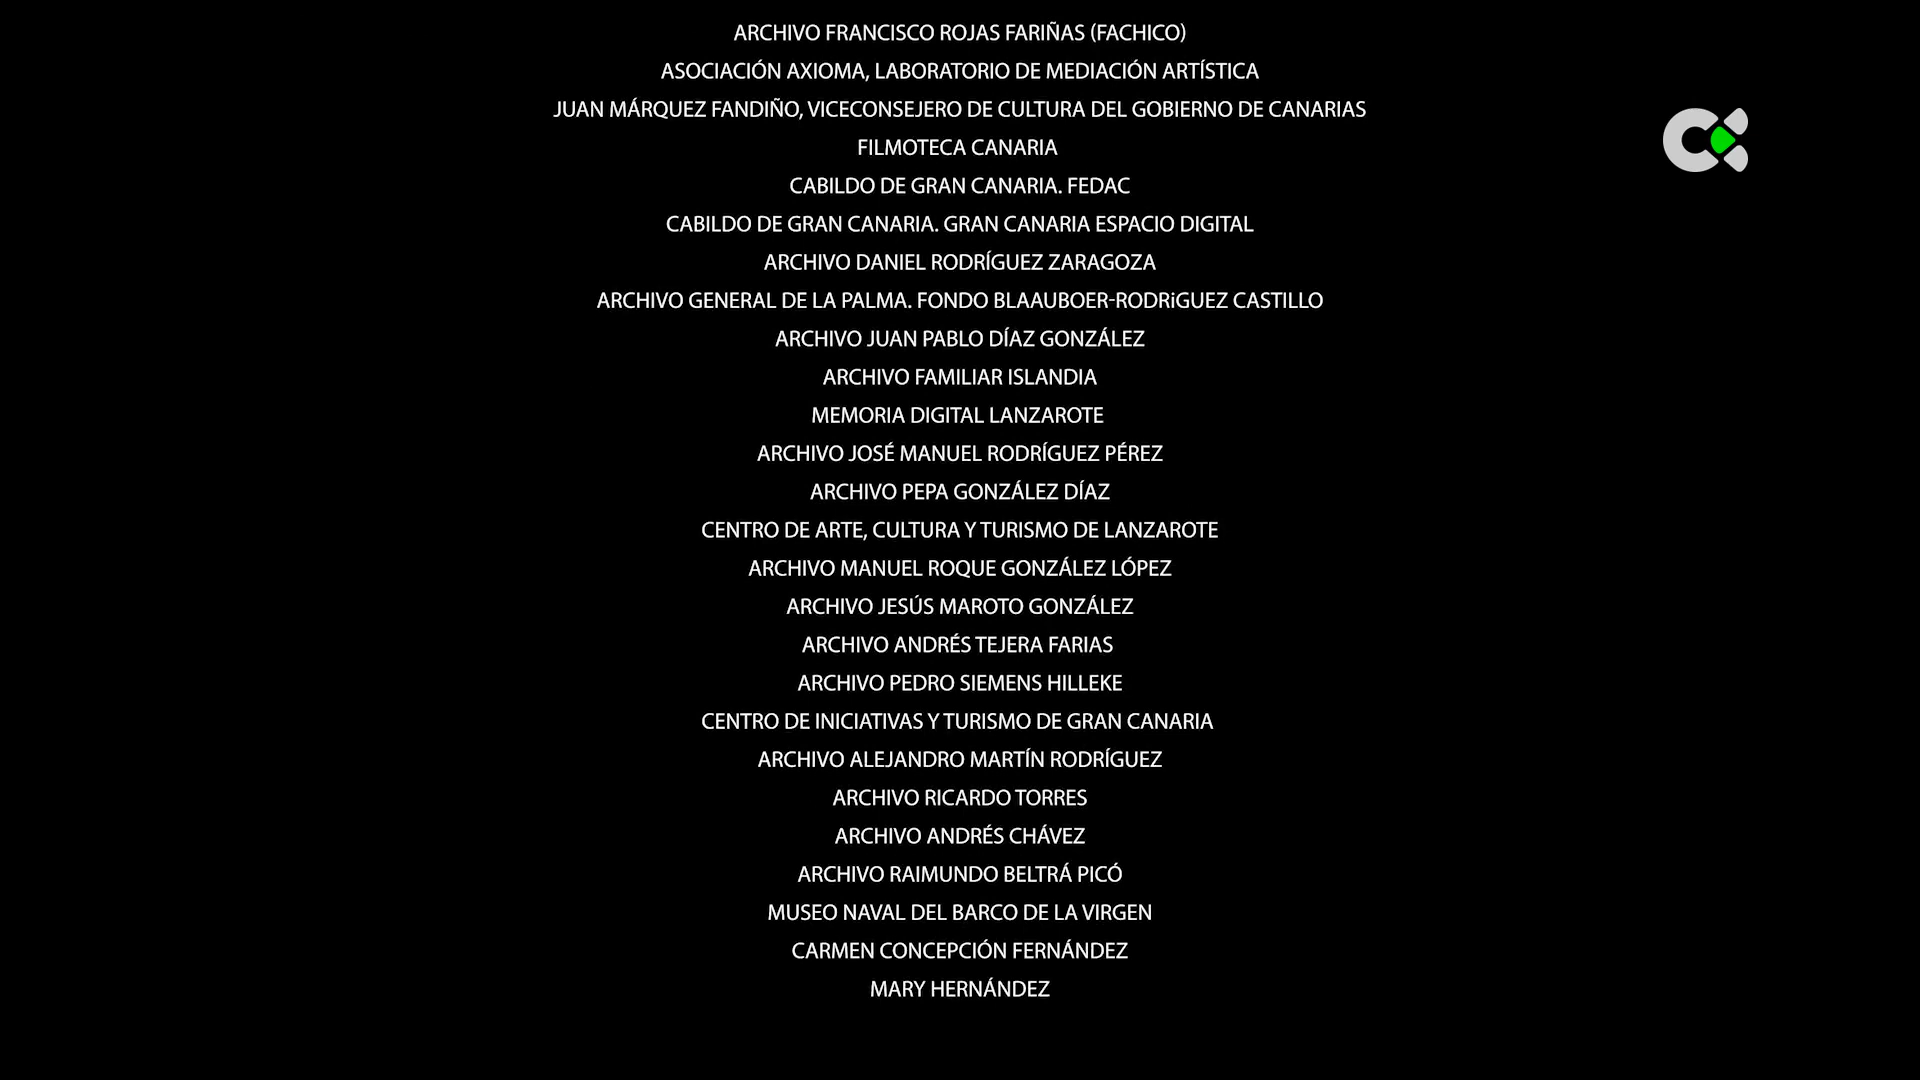 ARCHIVO FRANCISCO ROJAS FARIÑAS (FACHICO)
ASOCIACIÓN AXIOMA, LABORATORIO DE MEDIACIÓN ARTÍSTICA
JUAN MÁRQUEZ FANDIÑO, VICECONSEJERO DE CULTURA DEL GOBIERNO DE CANARIAS
FILMOTECA CANARIA
CABILDO DE GRAN CANARIA. FEDAC
CABILDO DE GRAN CANARIA. GRAN CANARIA ESPACIO DIGITAL
ARCHIVO DANIEL RODRÍGUEZ ZARAGOZA
ARCHIVO GENERAL DE LA PALMA. FONDO BLAAUBOER-RODRiGUEZ CASTILLO
ARCHIVO JUAN PABLO DÍAZ GONZÁLEZ
ARCHIVO FAMILIAR ISLANDIA
MEMORIA DIGITAL LANZAROTE
ARCHIVO JOSÉ MANUEL RODRÍGUEZ PÉREZ
ARCHIVO PEPA GONZÁLEZ DÍAZ
CENTRO DE ARTE, CULTURA Y TURISMO DE LANZAROTE
ARCHIVO MANUEL ROQUE GONZÁLEZ LÓPEZ
ARCHIVO JESÚS MAROTO GONZÁLEZ
ARCHIVO ANDRÉS TEJERA FARIAS
ARCHIVO PEDRO SIEMENS HILLEKE
CENTRO DE INICIATIVAS Y TURISMO DE GRAN CANARIA
ARCHIVO ALEJANDRO MARTÍN RODRÍGUEZ
ARCHIVO RICARDO TORRES
ARCHIVO ANDRÉS CHÁVEZ
ARCHIVO RAIMUNDO BELTRÁ PICÓ
MUSEO NAVAL DEL BARCO DE LA VIRGEN
CARMEN CONCEPCIÓN FERNÁNDEZ
MARY HERNÁNDEZ